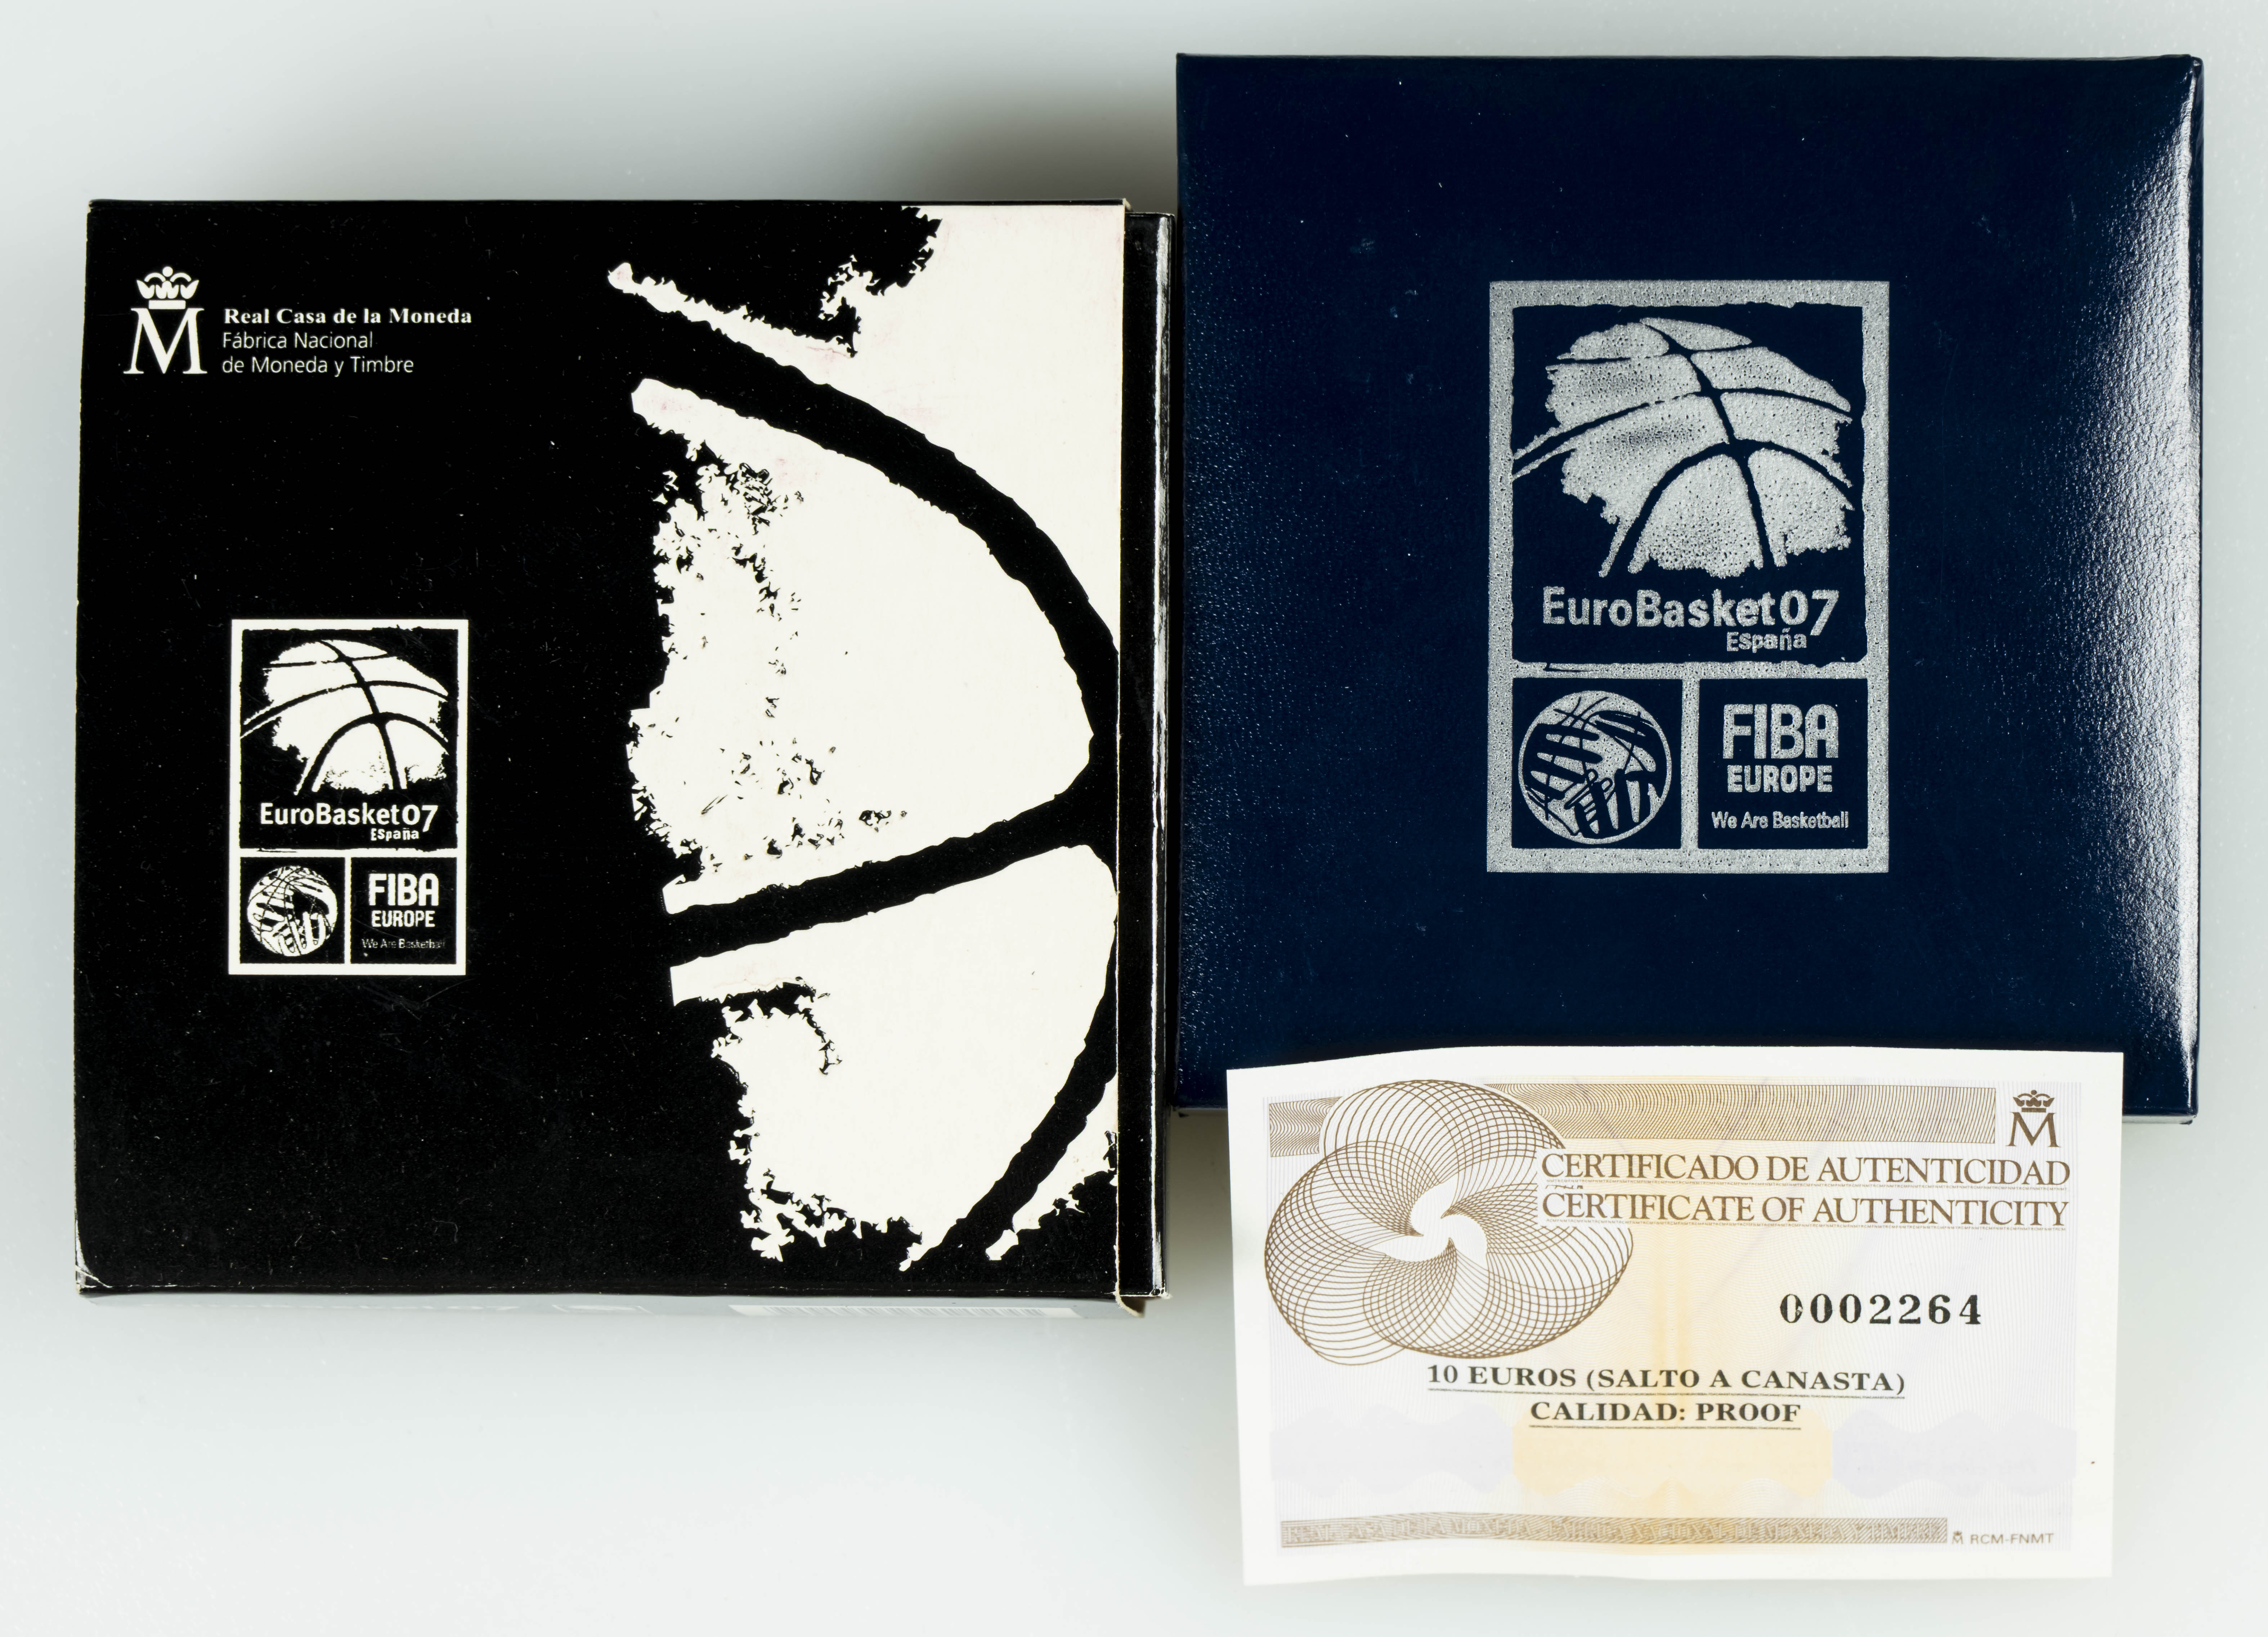 M
Real Casa de la Moneda
Fábrica Nacional
de Moneda y Timbre
EuroBasket07
España
FIBA
EUROPE
We Are Basketball
EuroBasket07
España
FIBA
EUROPE
We Are Basketball
M
CERTIFICADO DE AUTENTICIDAD
CERTIFICATE OF AUTHENTICITY
0002264
10 EUROS (SALTO A CANASTA)
CALIDAD: PROOF
RCM-FNMT